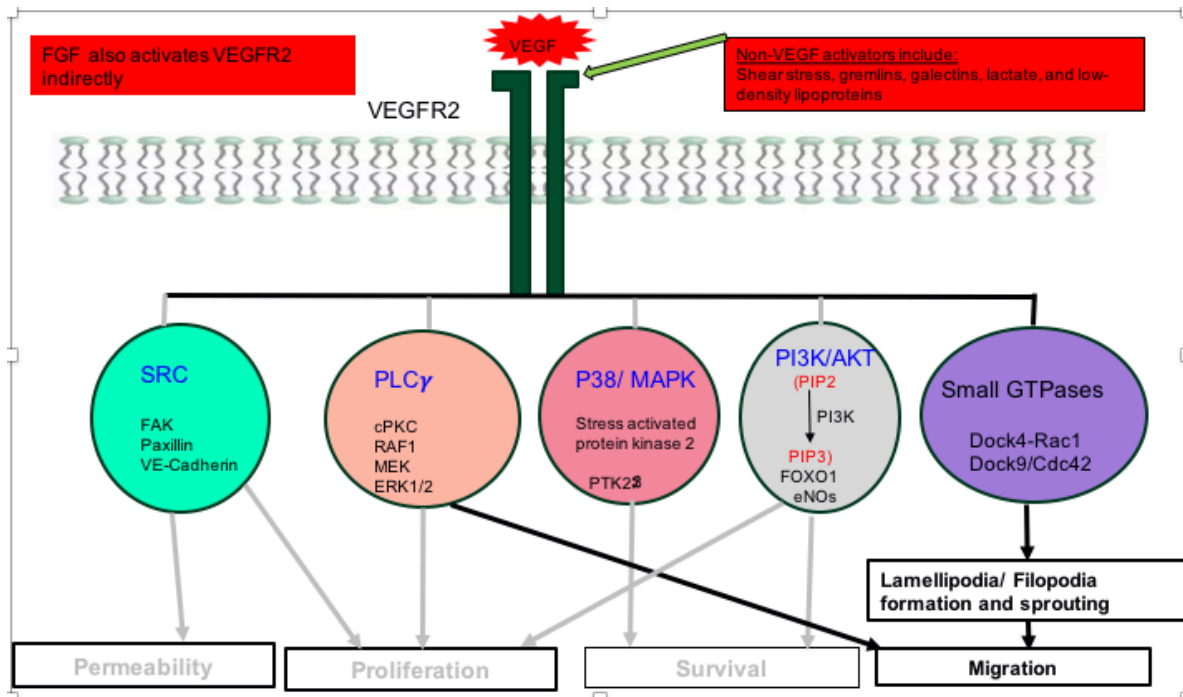 FGF also activates VEGFR2
indirectly
VEGF
Non-VEGF activators include:
Shear stress, gremlins, galectins, lactate, and low-
density lipoproteins
VEGFR2
SRC
FAK
Paxillin
VE-Cadherin
PLCγ
cPKC
RAF1
MEK
ERK1/2
P38/ MAPK
Stress activated
protein kinase 2
PI3K/AKT
(PIP2
PI3K
PIP3)
FOXO1
eNOs
Small GTPases
Dock4-Rac1
Dock9/Cdc42
Lamellipodia/ Filopodia
formation and sprouting
Permeability
Proliferation
Survival
Migration